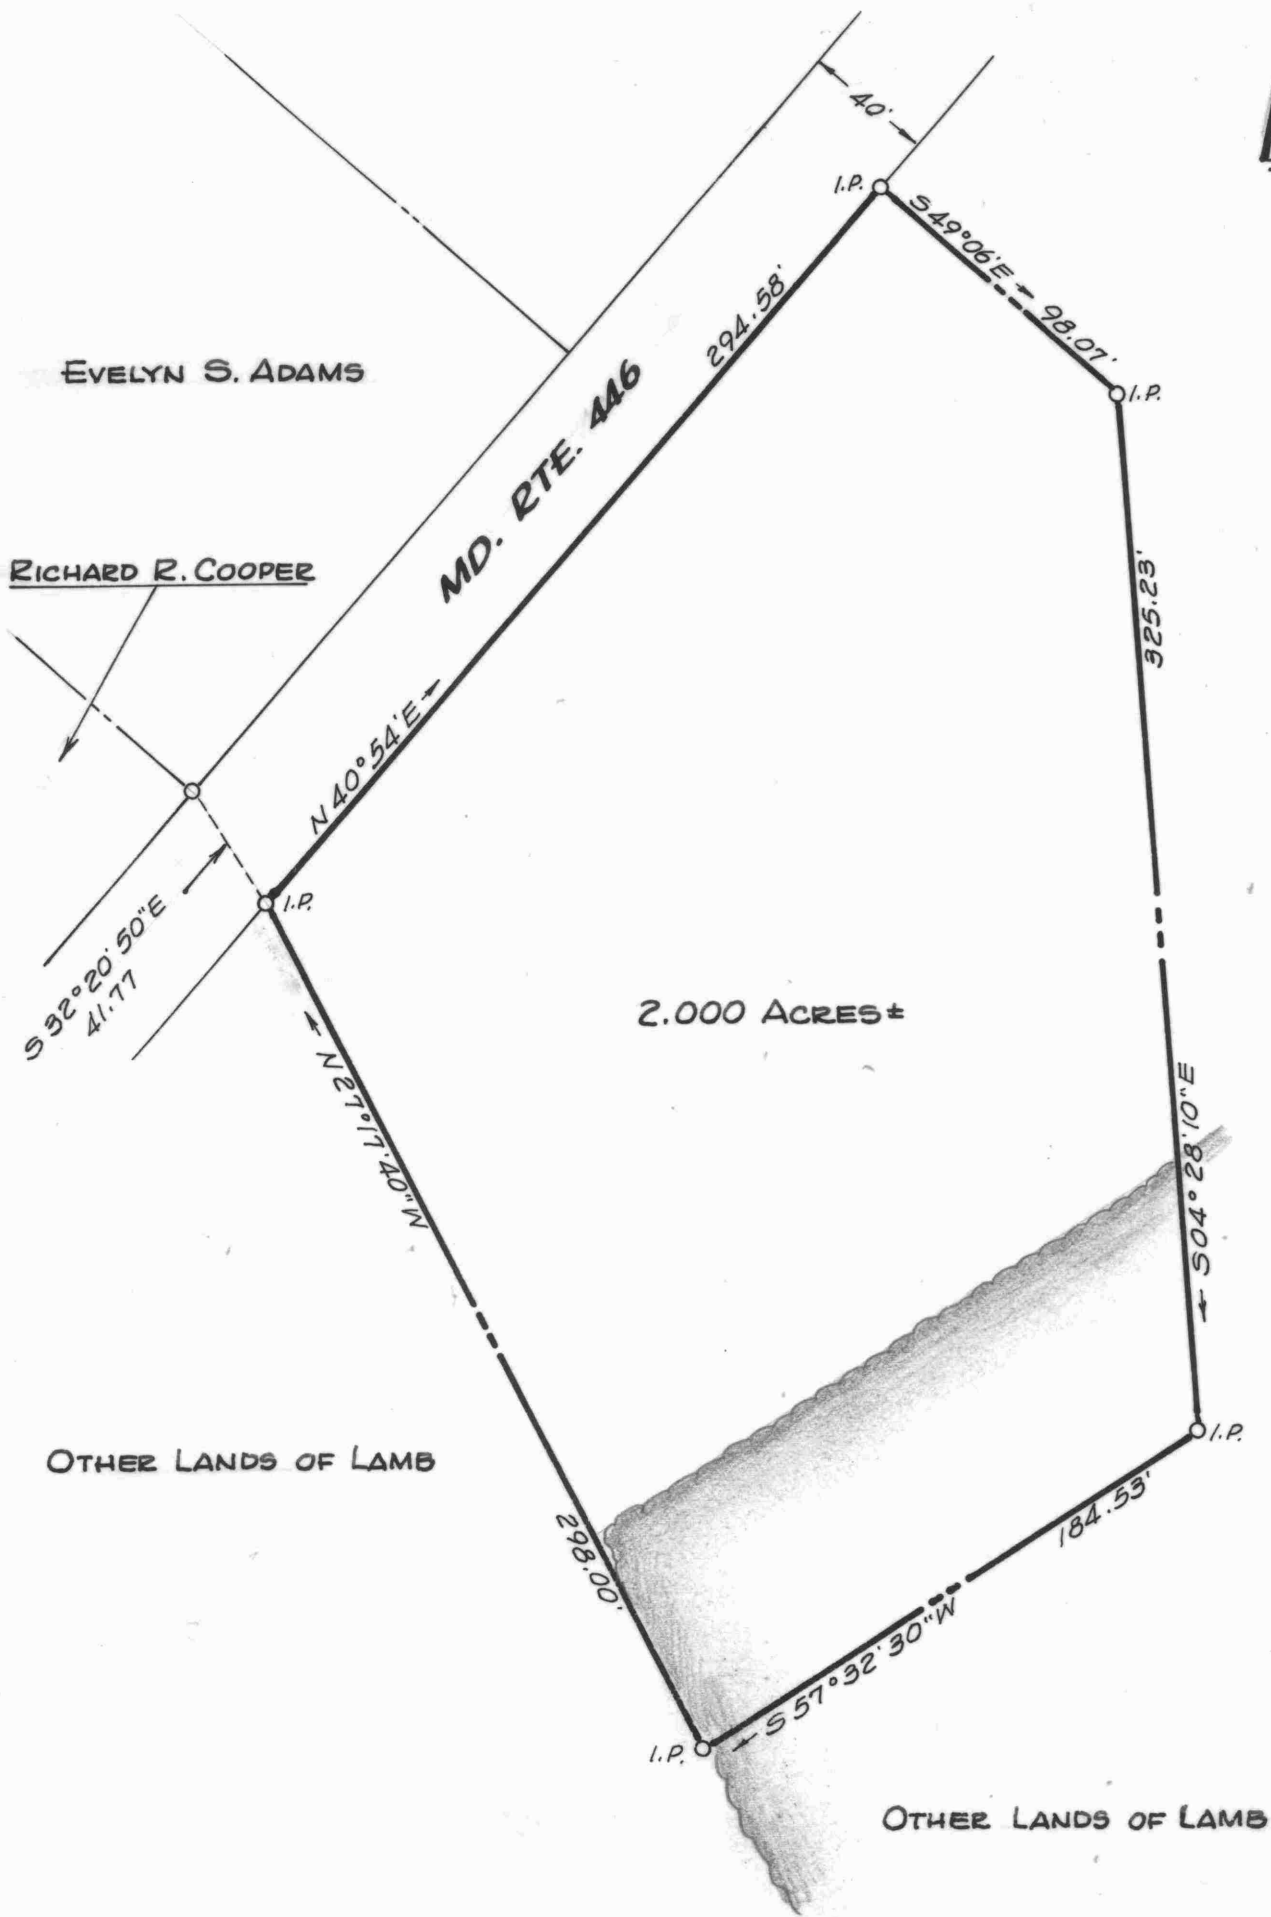 40'
I.P.
S49°06'E
98.07'
I.P.
294.58'
EVELYN S. ADAMS
MD. RTE. 446
RICHARD R. COOPER
325.23'
N 40°54'E
I.P.
S 32°20'50"E
41.77
2.000 ACRES±
N 27°17'40"W
S04°28'10"E
OTHER LANDS OF LAMB
I.P.
298.00'
184.53'
S 57°32'30"W
I.P.
OTHER LANDS OF LAMB